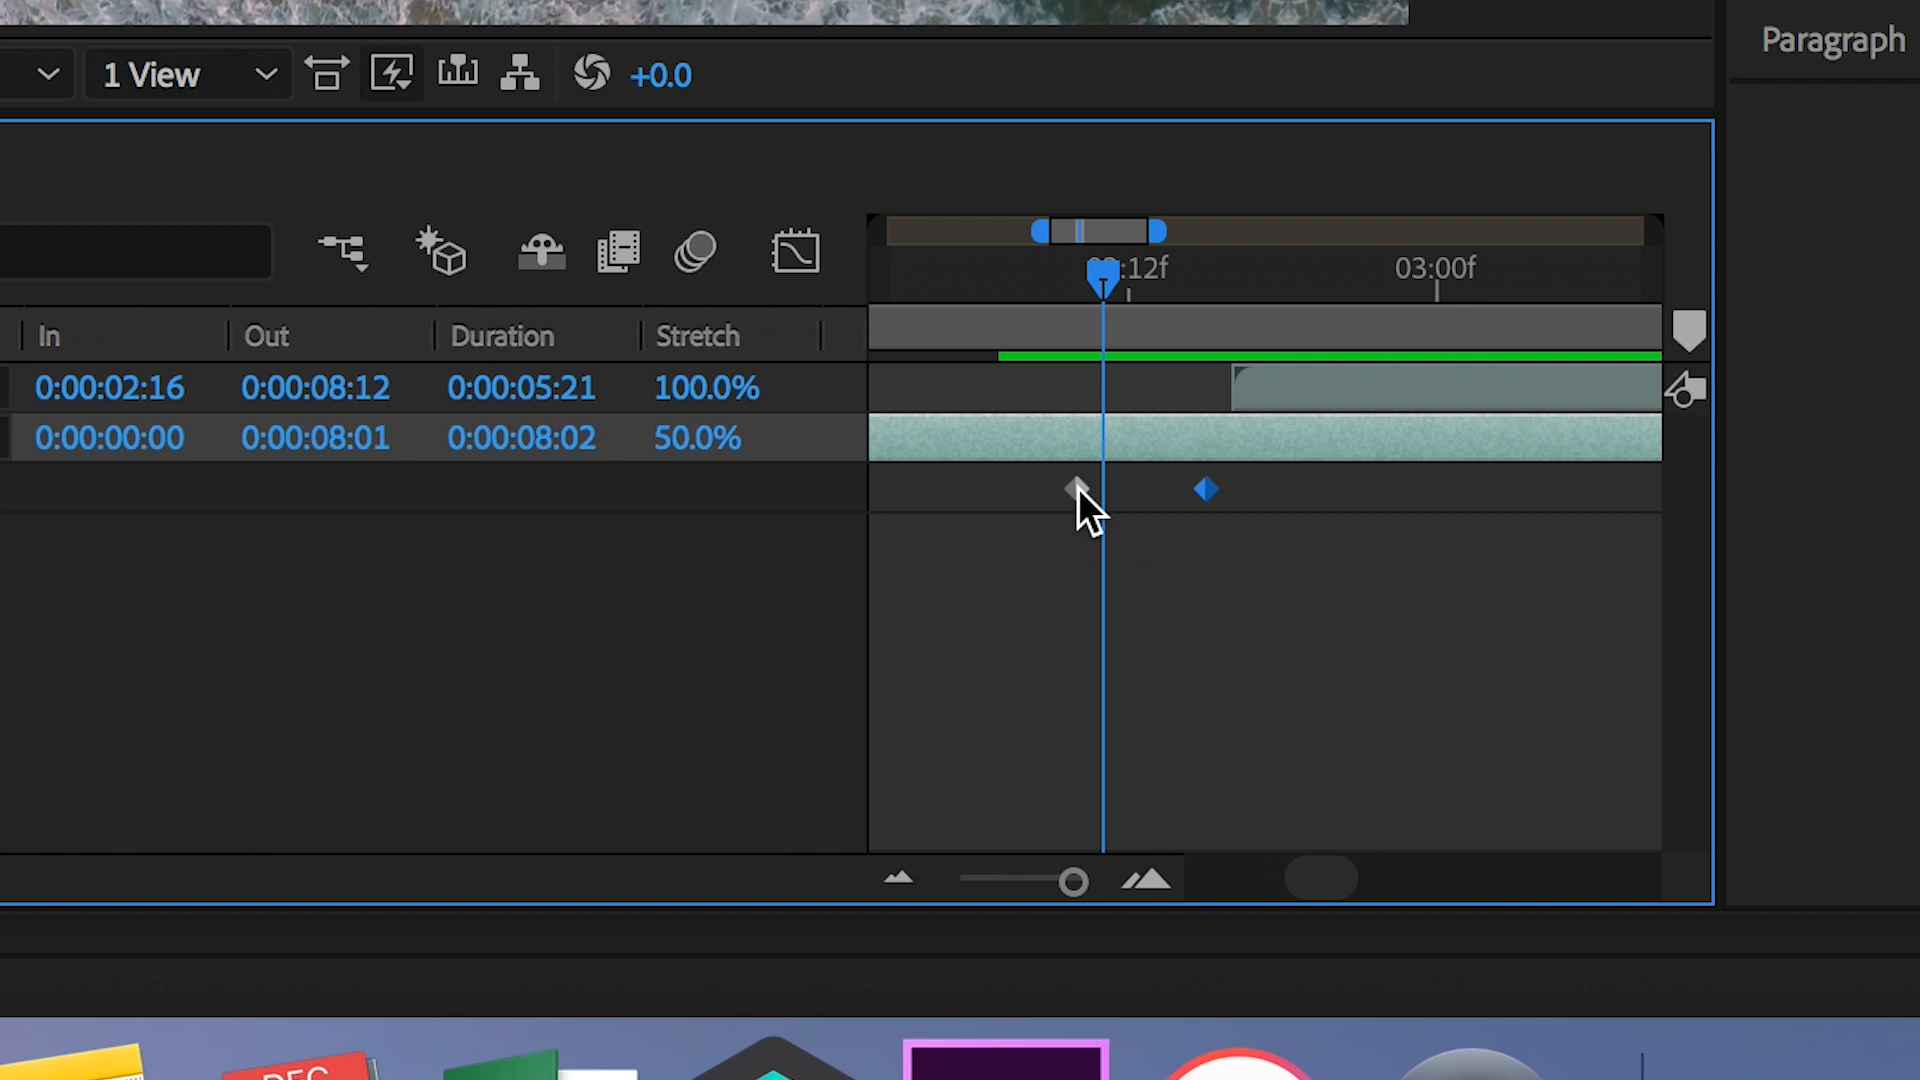 1 View +0.0
Paragraph
:12f 03:00f
In Out Duration Stretch
0:00:02:16 0:00:08:12 0:00:05:21 100.0%
0:00:00:00 0:00:08:01 0:00:08:02 50.0%
DEC